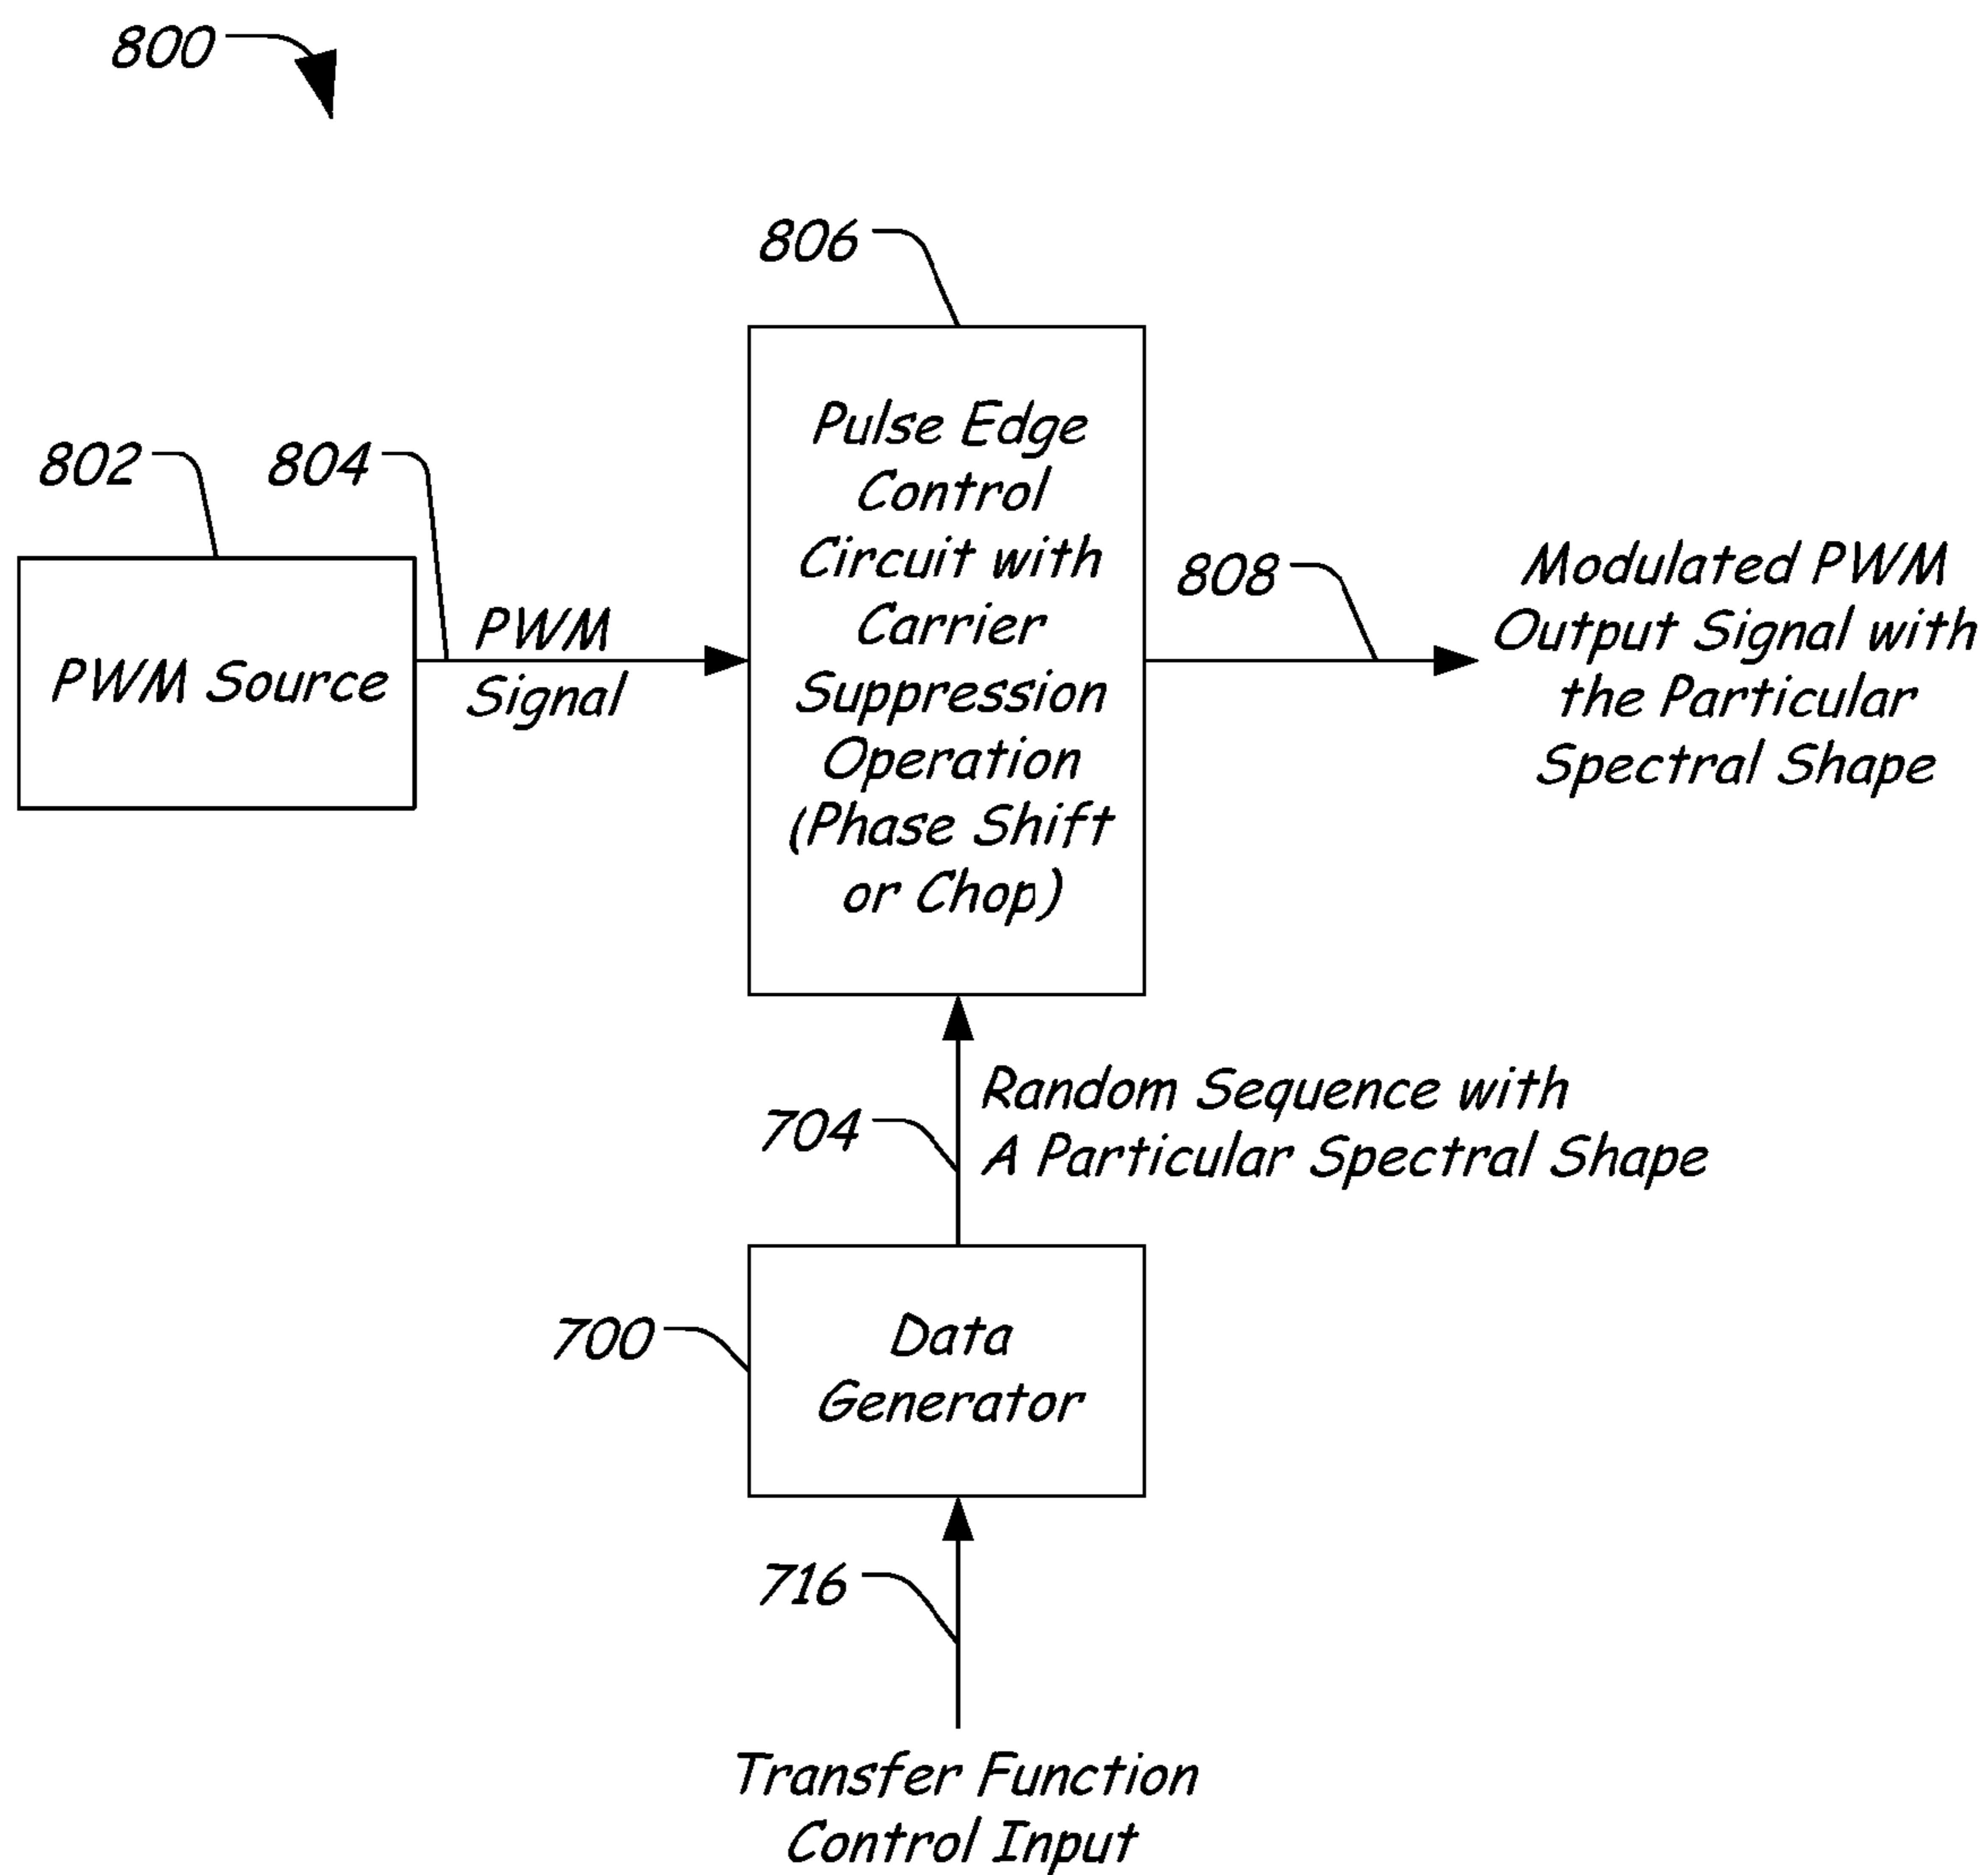 800
806
Pulse Edge
Control
Circuit with
Carrier
Suppression
Operation
(Phase Shift
or Chop)
802
804
PWM Source
PWM
Signal
808
Modulated PWM
Output Signal with
the Particular
Spectral Shape
704
Random Sequence with
A Particular Spectral Shape
700
Data
Generator
716
Transfer Function
Control Input